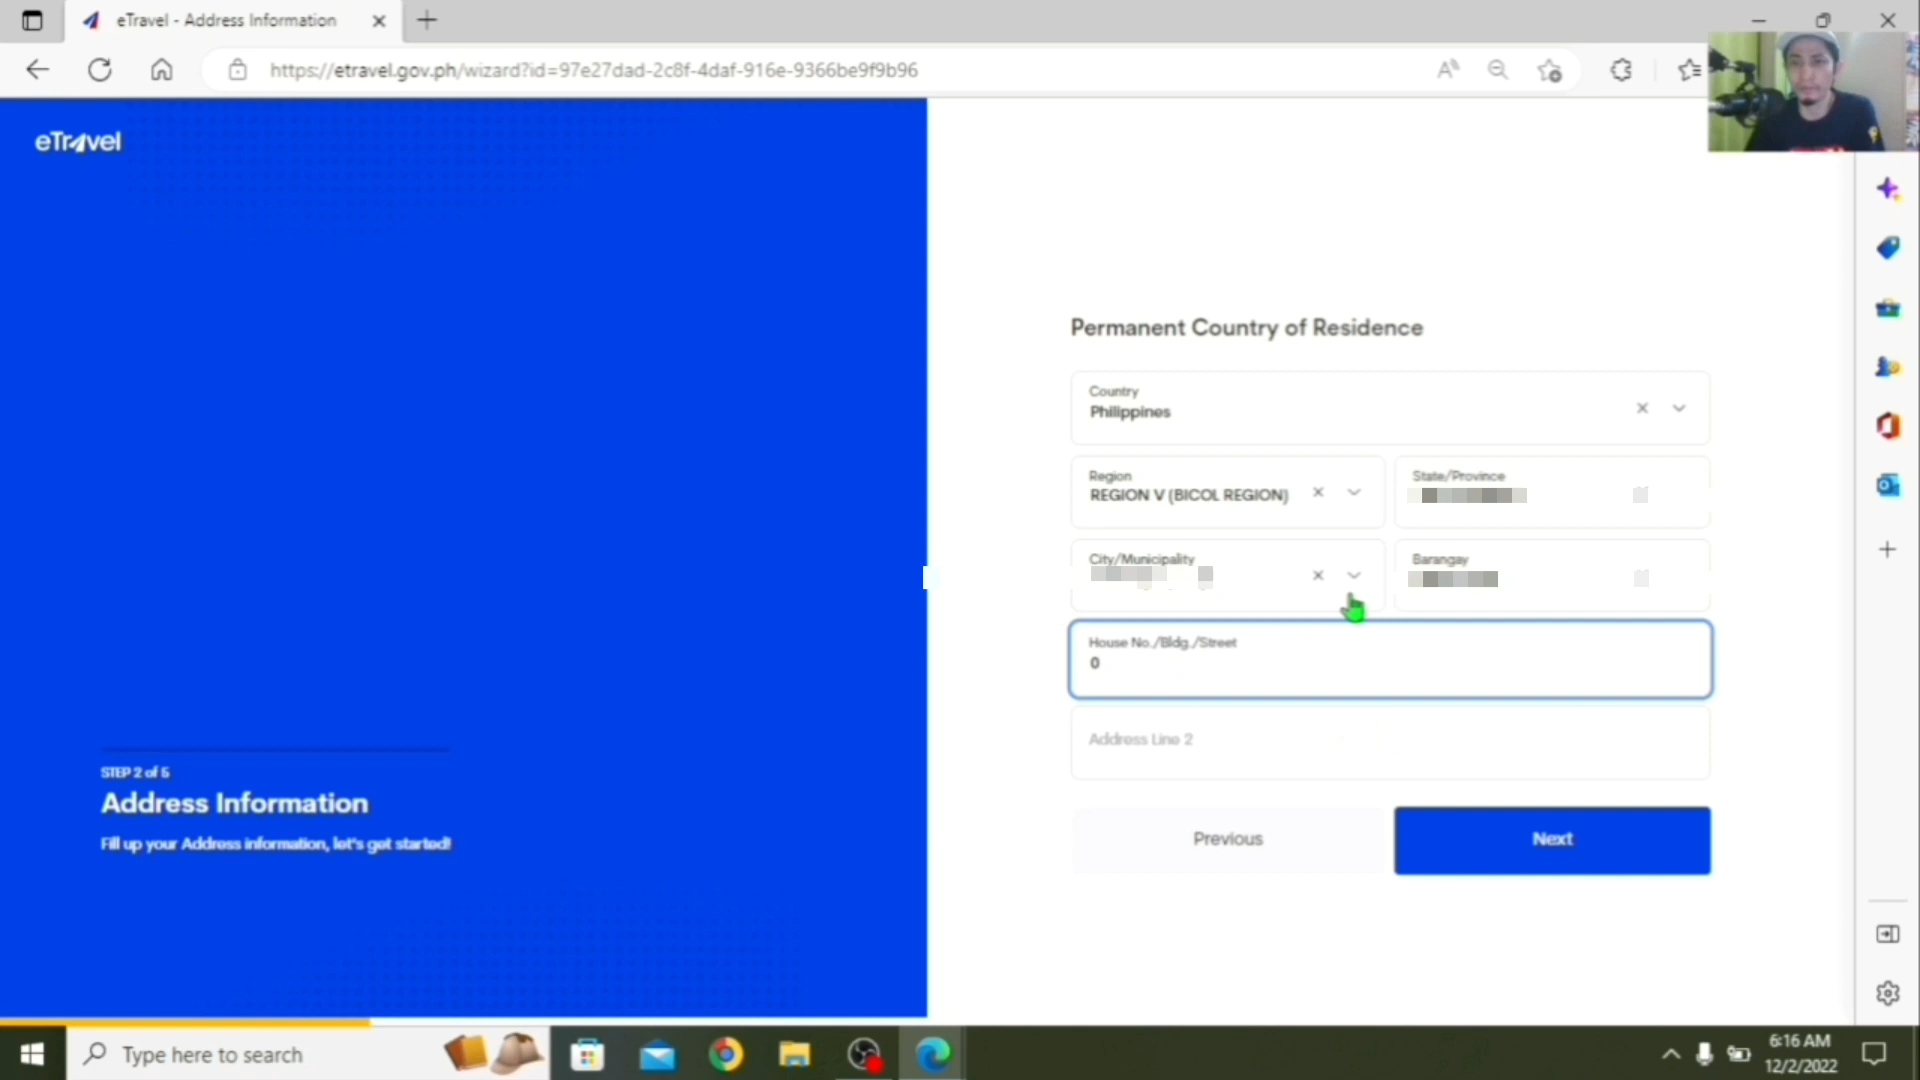 eTravel - Address Information
https://etravel.gov.ph/wizard?id=97e27dad-2c8f-4daf-916e-9366be9f9b96
eTravel
Permanent Country of Residence
Country
Philippines
Region
REGION V (BICOL REGION)
State/Province
City/Municipality
Barangay
House No./Bldg./Street
0
Address Line 2
Previous
Next
STEP 2 of 5
Address Information
Fill up your Address information, let's get started!
Type here to search
6:16 AM
12/2/2022